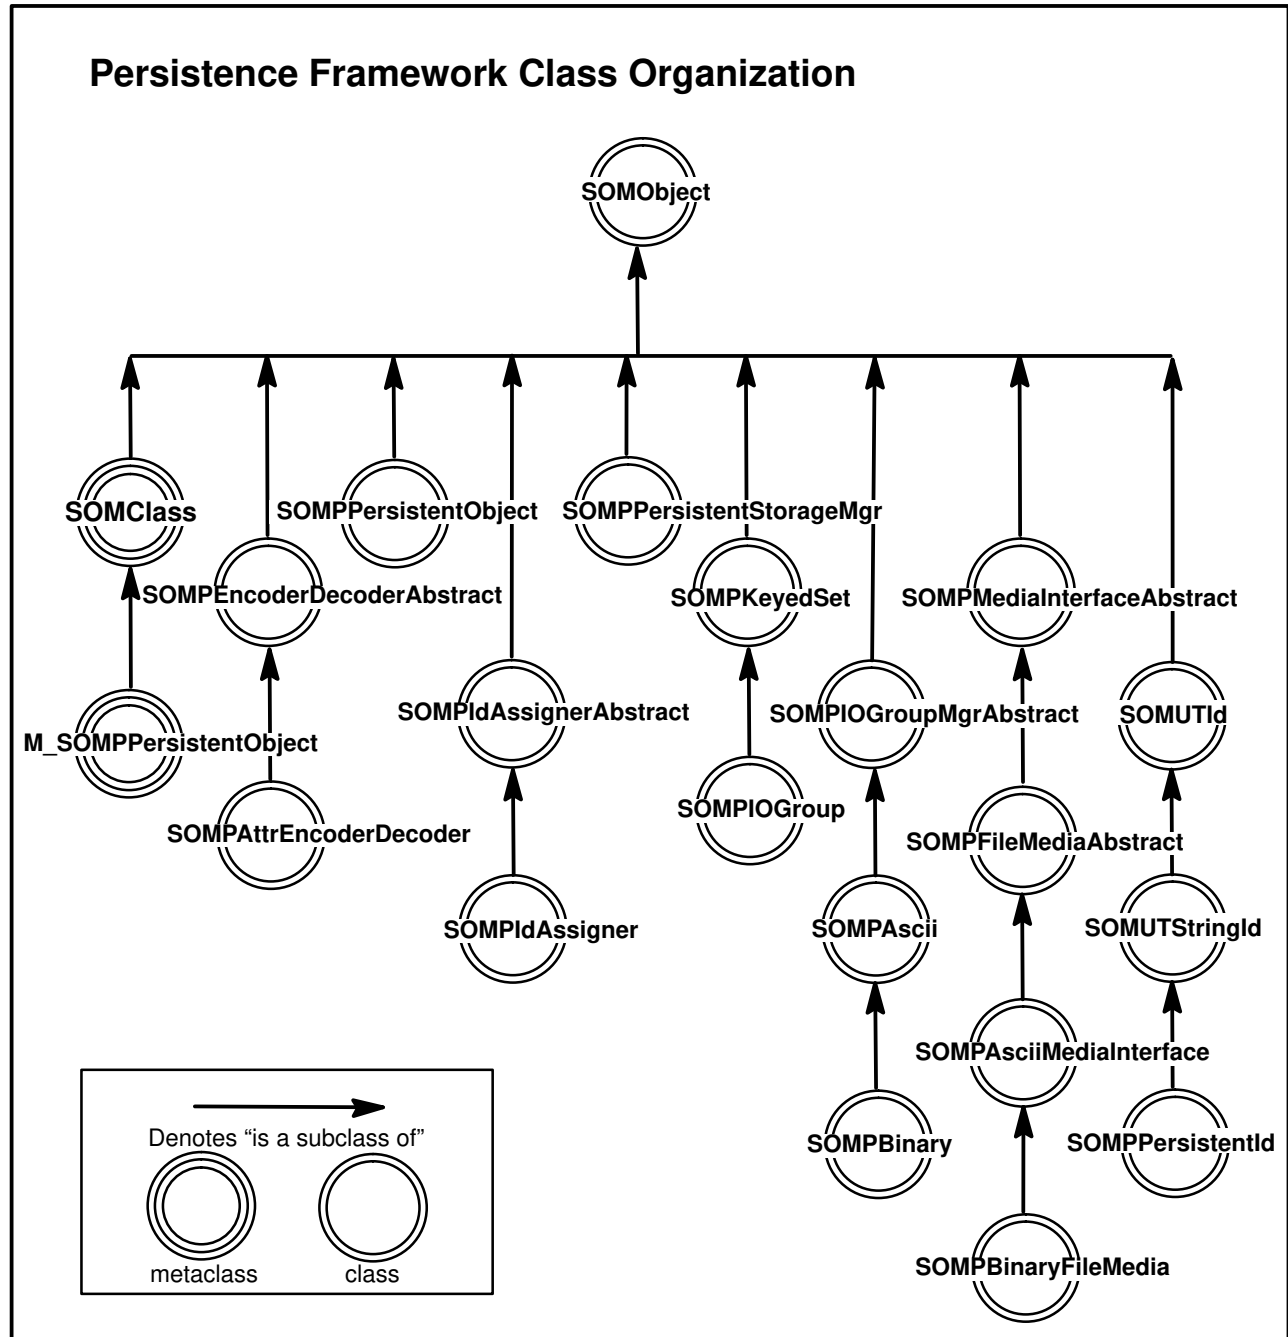 Persistence Framework Class Organization
SOMObject
SOMClass
SOMPPersistentObject
SOMPPersistentStorageMgr
SOMPEncoderDecoderAbstract
SOMPKeyedSet
SOMPMediaInterfaceAbstract
SOMPIdAssignerAbstract
SOMPIOGroupMgrAbstract
SOMUTId
M_SOMPPersistentObject
SOMPIOGroup
SOMPAttrEncoderDecoder
SOMPFileMediaAbstract
SOMPIdAssigner
SOMPAscii
SOMUTStringId
SOMPAsciiMediaInterface
Denotes “is a subclass of”
SOMPBinary
SOMPPersistentId
metaclass
class
SOMPBinaryFileMedia